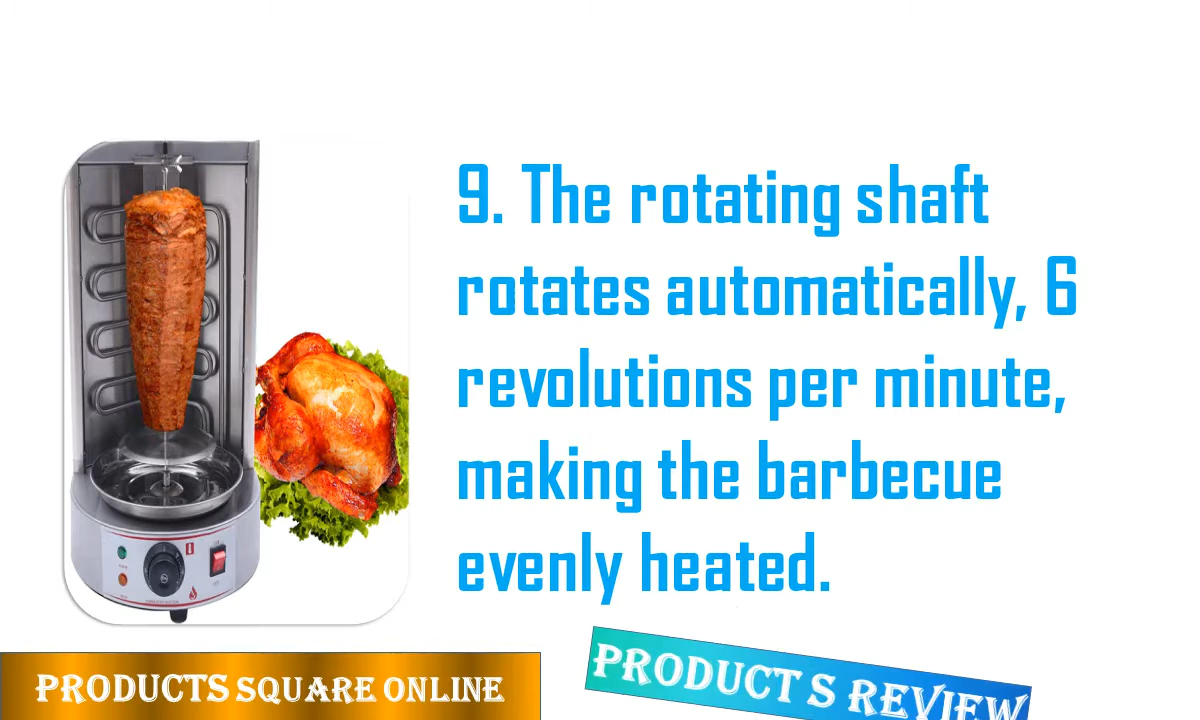 9. The rotating shaft
rotates automatically, 6
revolutions per minute,
making the barbecue
evenly heated.
PRODUCTS SQUARE ONLINE
PRODUCT S REVIEW